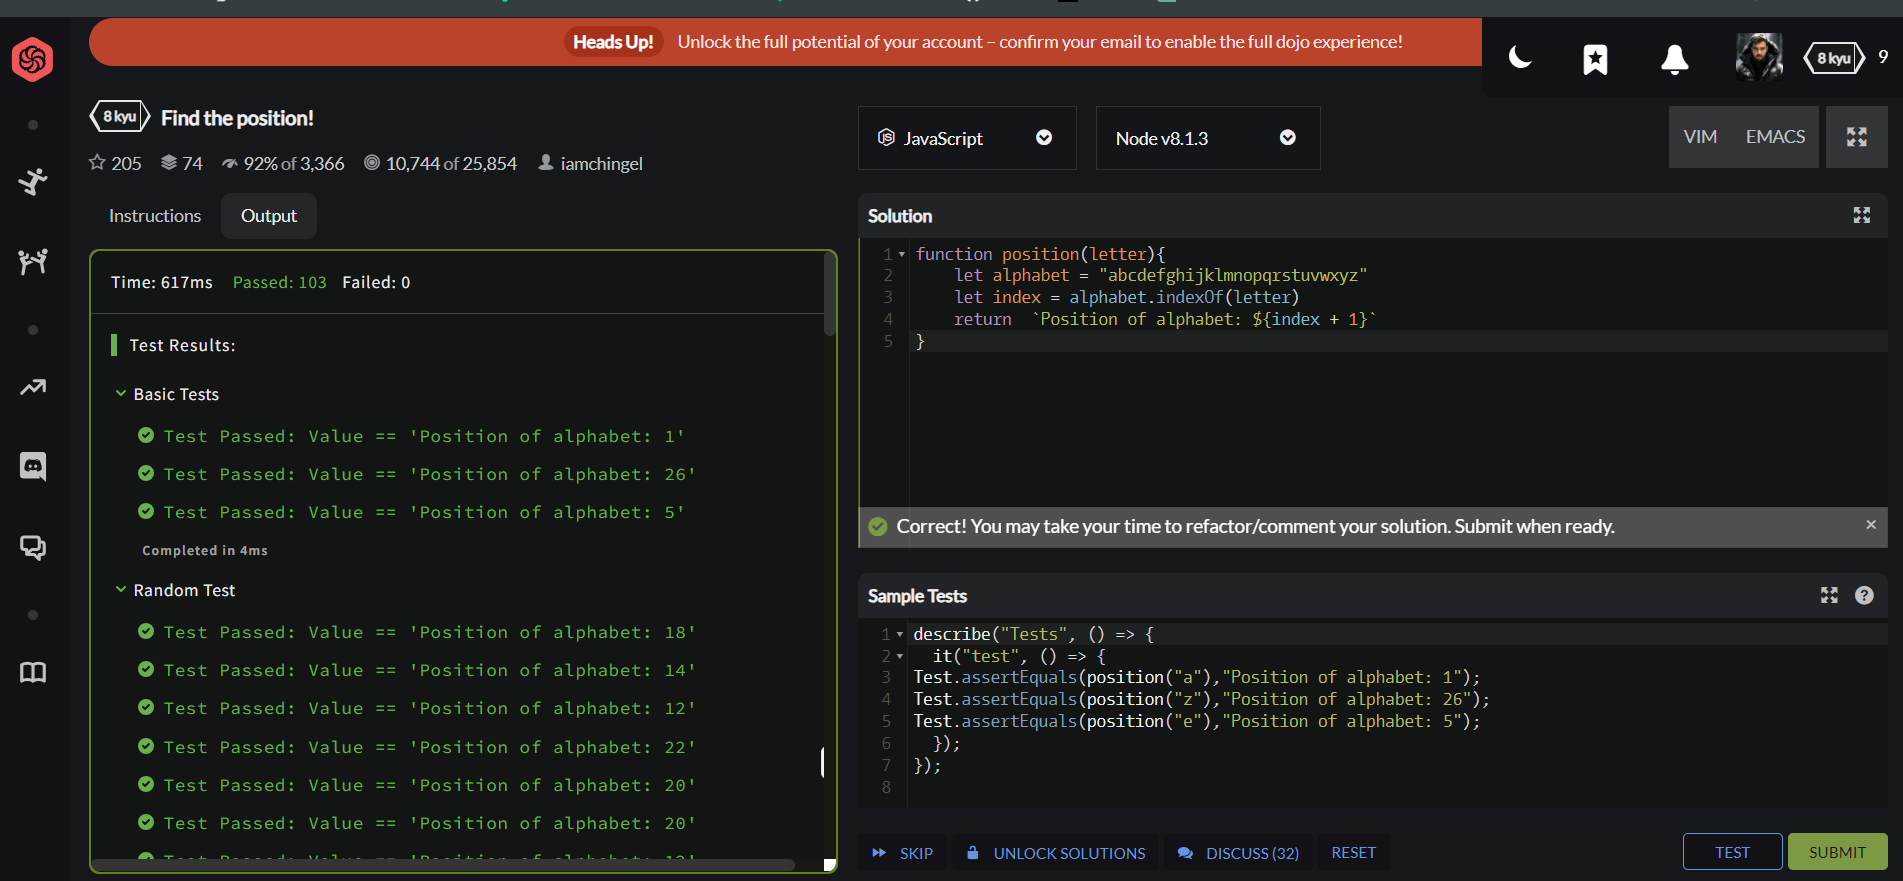 Heads Up! Unlock the full potential of your account – confirm your email to enable the full dojo experience!
8 kyu 9
8 kyu Find the position!
205 74 92% of 3,366 10,744 of 25,854 iamchingel
Instructions Output
Time: 617ms Passed: 103 Failed: 0
Test Results:
Basic Tests
Test Passed: Value == 'Position of alphabet: 1'
Test Passed: Value == 'Position of alphabet: 26'
Test Passed: Value == 'Position of alphabet: 5'
Completed in 4ms
Random Test
Test Passed: Value == 'Position of alphabet: 18'
Test Passed: Value == 'Position of alphabet: 14'
Test Passed: Value == 'Position of alphabet: 12'
Test Passed: Value == 'Position of alphabet: 22'
Test Passed: Value == 'Position of alphabet: 20'
Test Passed: Value == 'Position of alphabet: 20'
JavaScript Node v8.1.3 VIM EMACS
Solution
1 function position(letter){
2 let alphabet = "abcdefghijklmnopqrstuvwxyz"
3 let index = alphabet.indexOf(letter)
4 return `Position of alphabet: ${index + 1}`
5 }
Correct! You may take your time to refactor/comment your solution. Submit when ready. ×
Sample Tests ?
1 describe("Tests", () => {
2 it("test", () => {
3 Test.assertEquals(position("a"),"Position of alphabet: 1");
4 Test.assertEquals(position("z"),"Position of alphabet: 26");
5 Test.assertEquals(position("e"),"Position of alphabet: 5");
6 });
7 });
8
SKIP UNLOCK SOLUTIONS DISCUSS (32) RESET TEST SUBMIT